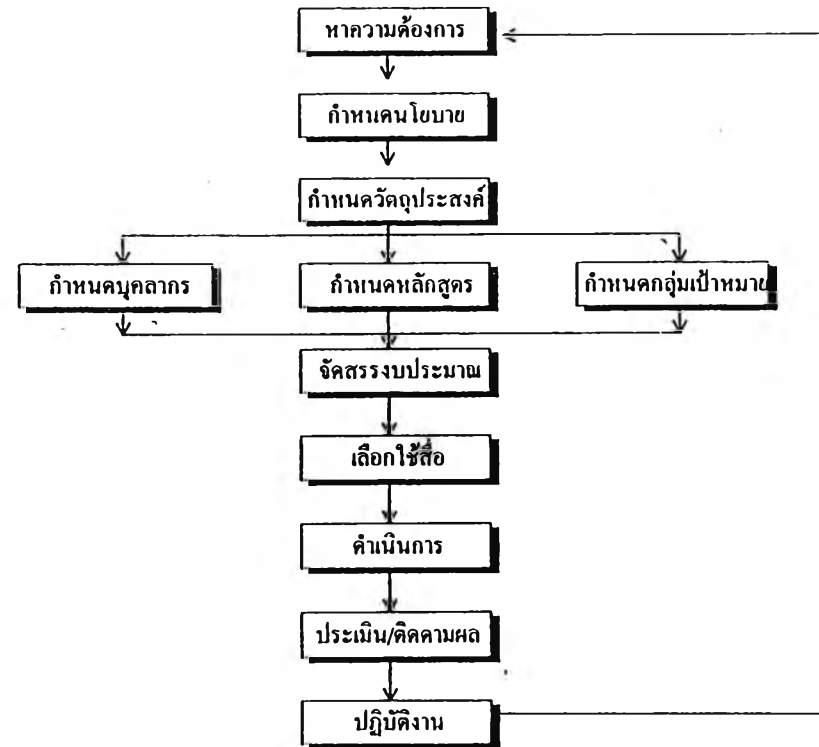 หาความต้องการ
กำหนดนโยบาย
กำหนดวัตถุประสงค์
กำหนดบุคลากร
กำหนดหลักสูตร
กำหนดกลุ่มเป้าหมาย
จัดสรรงบประมาณ
เลือกใช้สื่อ
ดำเนินการ
ประเมิน/ติดตามผล
ปฏิบัติงาน